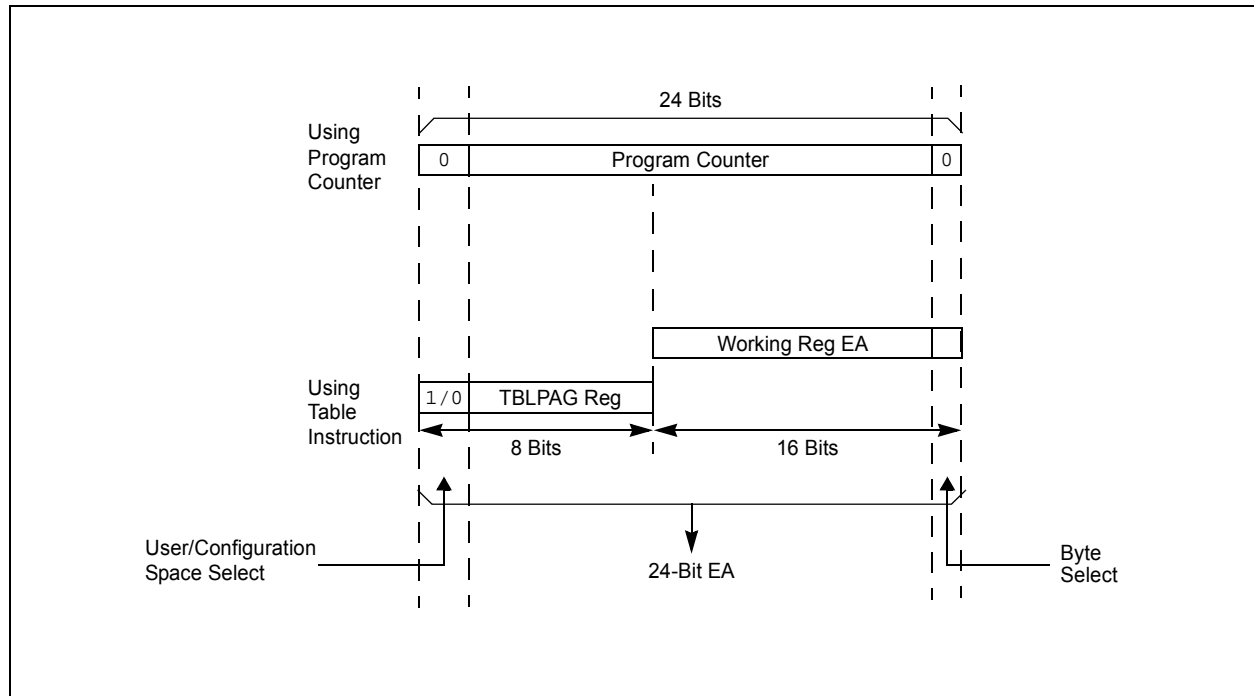 24 Bits
Using
Program
Counter
0
Program Counter
0
Working Reg EA
Using
Table
Instruction
1/0
TBLPAG Reg
8 Bits
16 Bits
User/Configuration
Space Select
24-Bit EA
Byte
Select